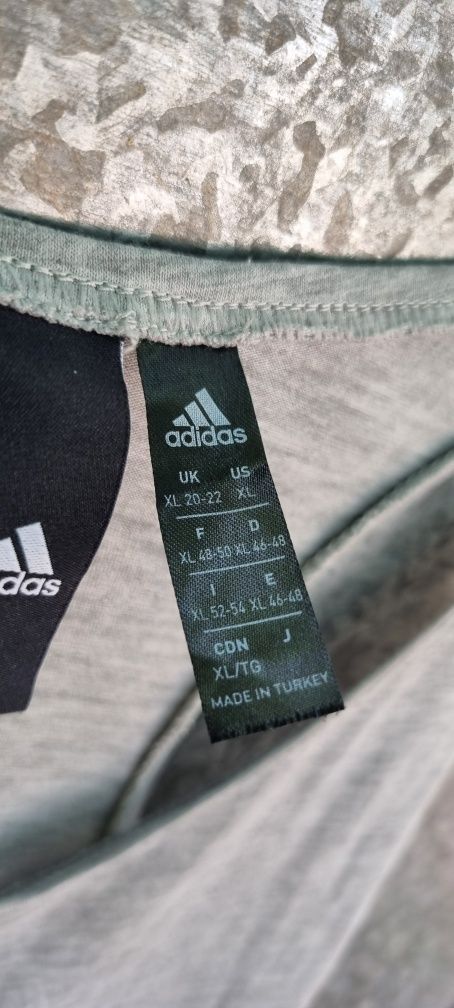 adidas
UK US
XL 20-22 XL
F D
XL 48-50 XL 46-48
I E
XL 52-54 XL 46-48
CDN J
XL/TG
MADE IN TURKEY
das